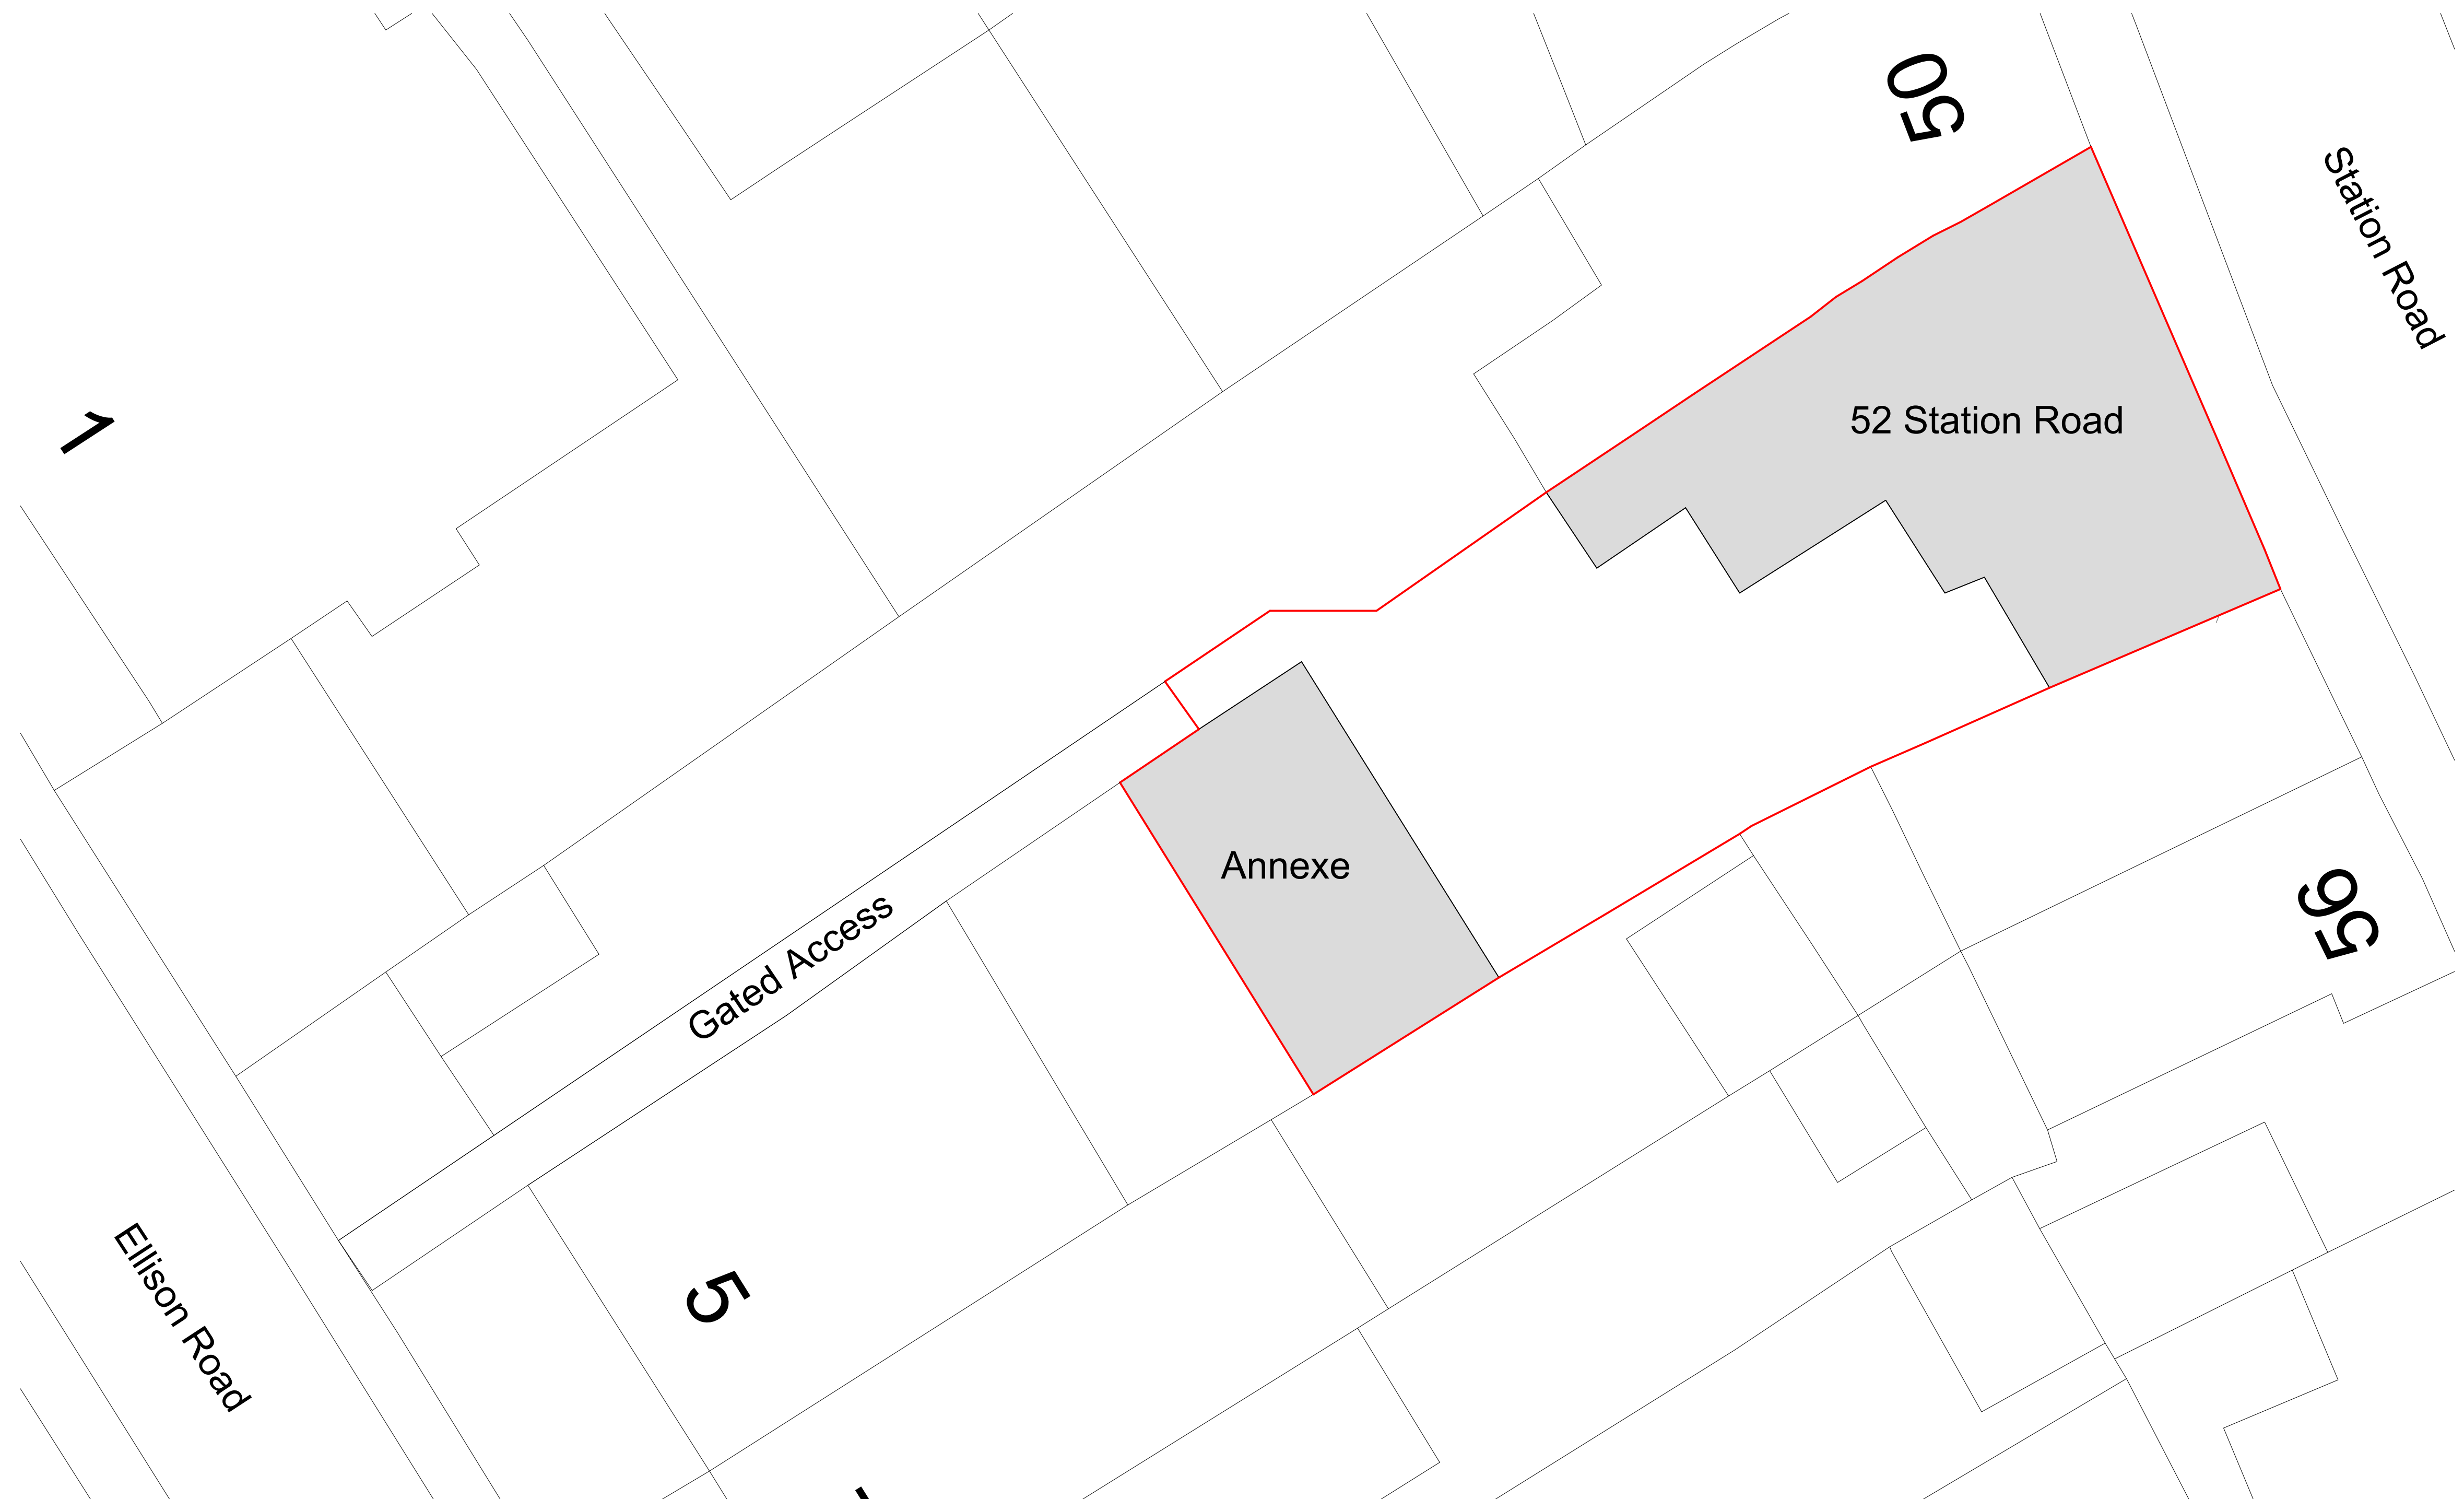 50
Station Road
1
52 Station Road
Annexe
56
Gated Access
5
Ellison Road